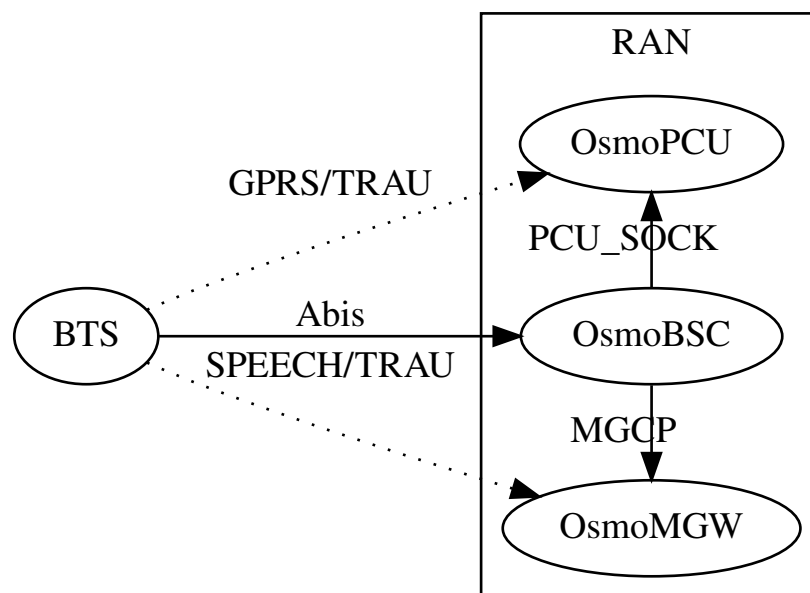 RAN
OsmoPCU
GPRS/TRAU
PCU_SOCK
Abis
BTS
OsmoBSC
SPEECH/TRAU
MGCP
OsmoMGW